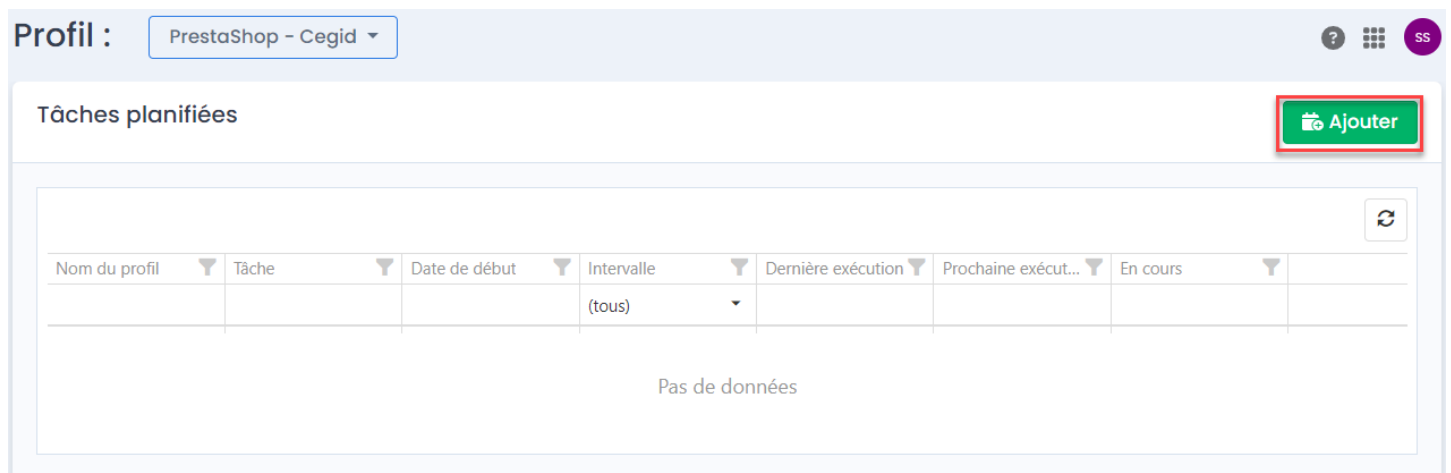 Profil : PrestaShop - Cegid ? SS
Tâches planifiées Ajouter
Nom du profil Tâche Date de début Intervalle Dernière exécution Prochaine exécut... En cours
(tous)
Pas de données